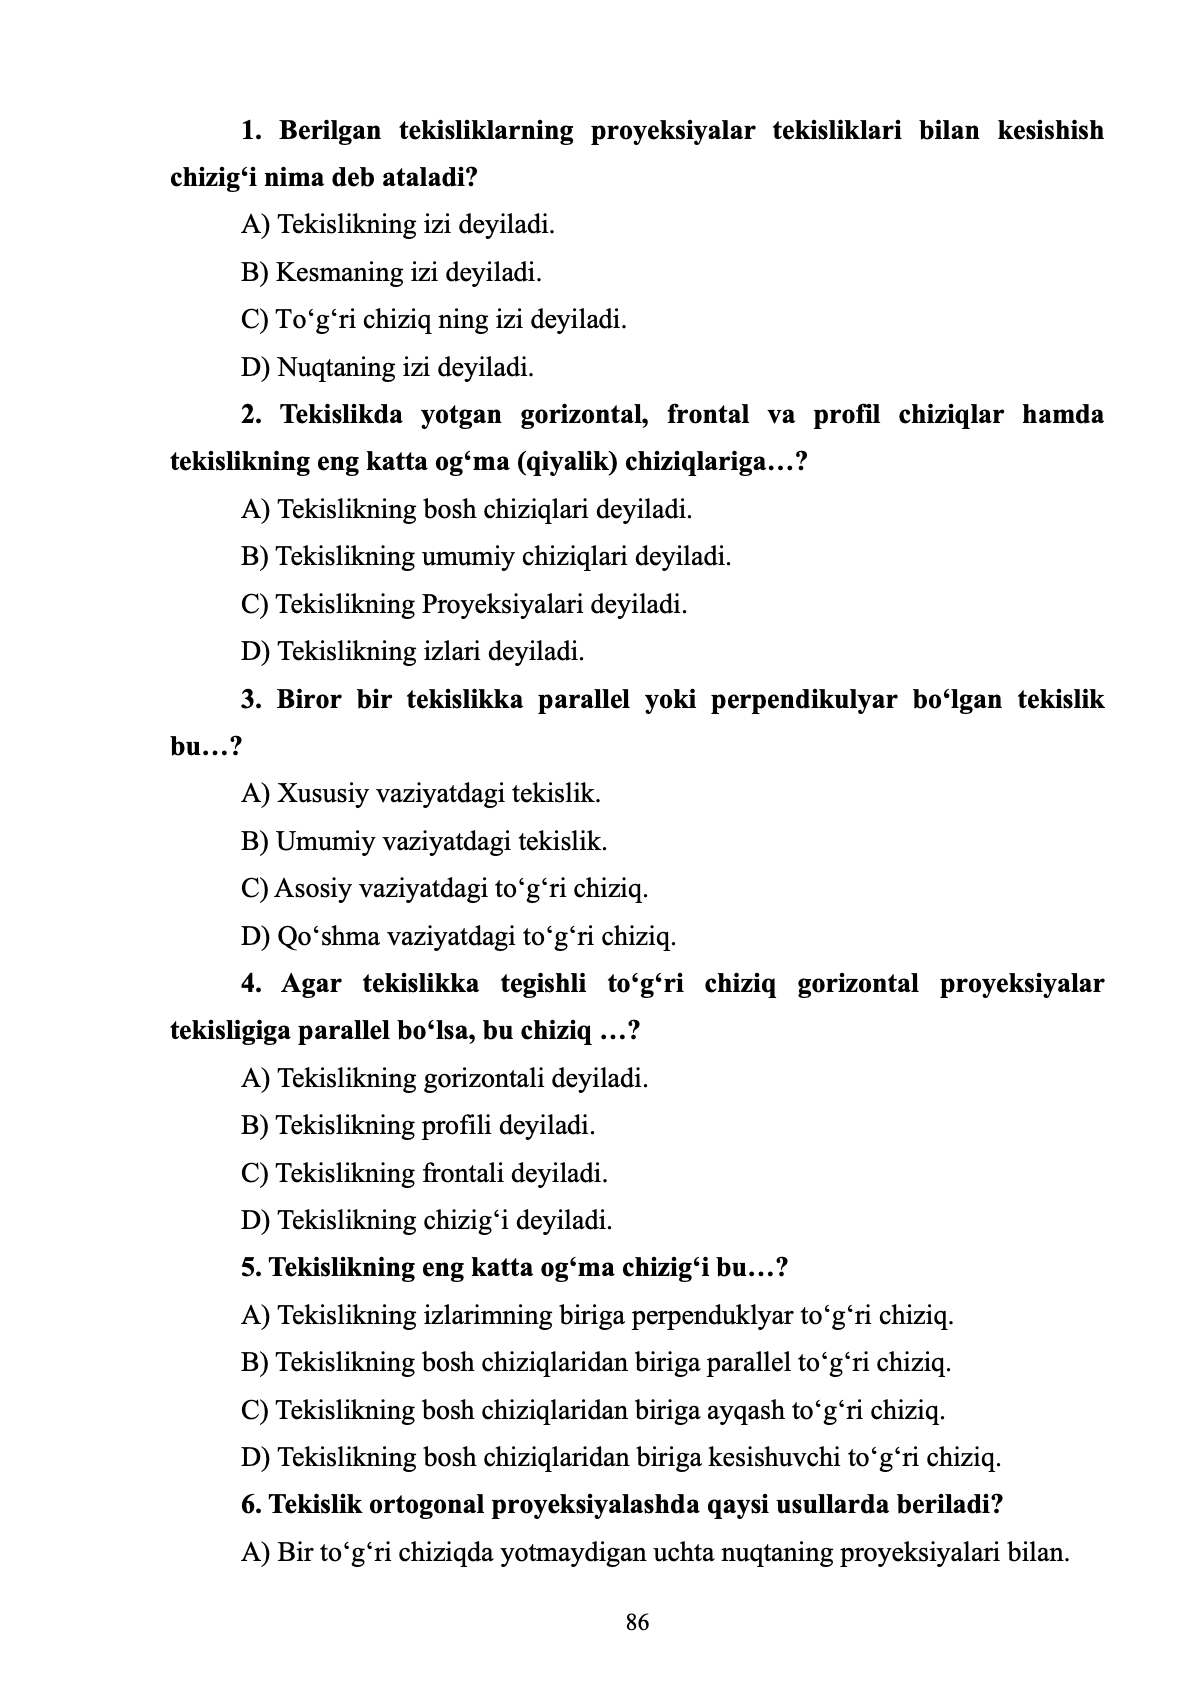 1. Berilgan tekisliklarning proyeksiyalar tekisliklari bilan kesishish
chizig‘i nima deb ataladi?
A) Tekislikning izi deyiladi.
B) Kesmaning izi deyiladi.
C) To‘g‘ri chiziq ning izi deyiladi.
D) Nuqtaning izi deyiladi.
2. Tekislikda yotgan gorizontal, frontal va profil chiziqlar hamda
tekislikning eng katta og‘ma (qiyalik) chiziqlariga…?
A) Tekislikning bosh chiziqlari deyiladi.
B) Tekislikning umumiy chiziqlari deyiladi.
C) Tekislikning Proyeksiyalari deyiladi.
D) Tekislikning izlari deyiladi.
3. Biror bir tekislikka parallel yoki perpendikulyar bo‘lgan tekislik
bu…?
A) Xususiy vaziyatdagi tekislik.
B) Umumiy vaziyatdagi tekislik.
C) Asosiy vaziyatdagi to‘g‘ri chiziq.
D) Qo‘shma vaziyatdagi to‘g‘ri chiziq.
4. Agar tekislikka tegishli to‘g‘ri chiziq gorizontal proyeksiyalar
tekisligiga parallel bo‘lsa, bu chiziq …?
A) Tekislikning gorizontali deyiladi.
B) Tekislikning profili deyiladi.
C) Tekislikning frontali deyiladi.
D) Tekislikning chizig‘i deyiladi.
5. Tekislikning eng katta og‘ma chizig‘i bu…?
A) Tekislikning izlarimning biriga perpenduklyar to‘g‘ri chiziq.
B) Tekislikning bosh chiziqlaridan biriga parallel to‘g‘ri chiziq.
C) Tekislikning bosh chiziqlaridan biriga ayqash to‘g‘ri chiziq.
D) Tekislikning bosh chiziqlaridan biriga kesishuvchi to‘g‘ri chiziq.
6. Tekislik ortogonal proyeksiyalashda qaysi usullarda beriladi?
A) Bir to‘g‘ri chiziqda yotmaydigan uchta nuqtaning proyeksiyalari bilan.
86